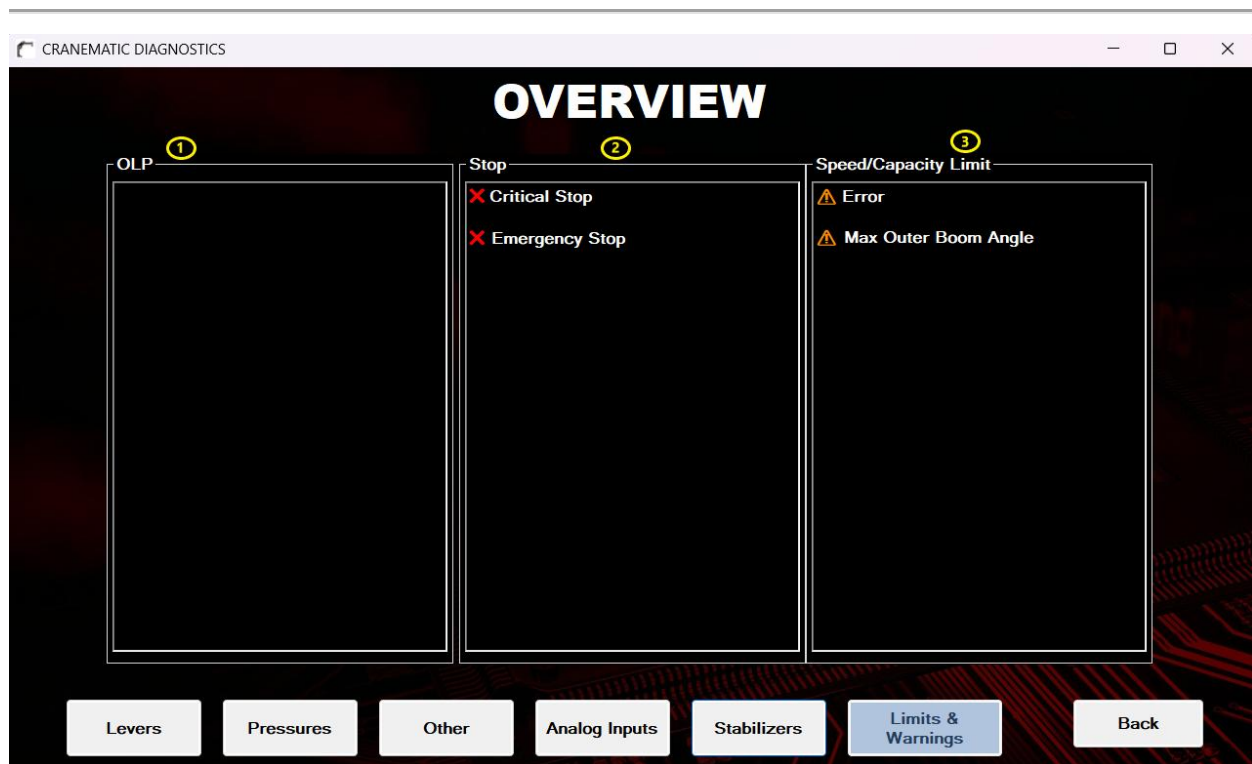 CRANEMATIC DIAGNOSTICS
OVERVIEW
1
2
3
OLP
Stop
Speed/Capacity Limit
Critical Stop
Error
Emergency Stop
Max Outer Boom Angle
Levers
Pressures
Other
Analog Inputs
Stabilizers
Limits &
Warnings
Back